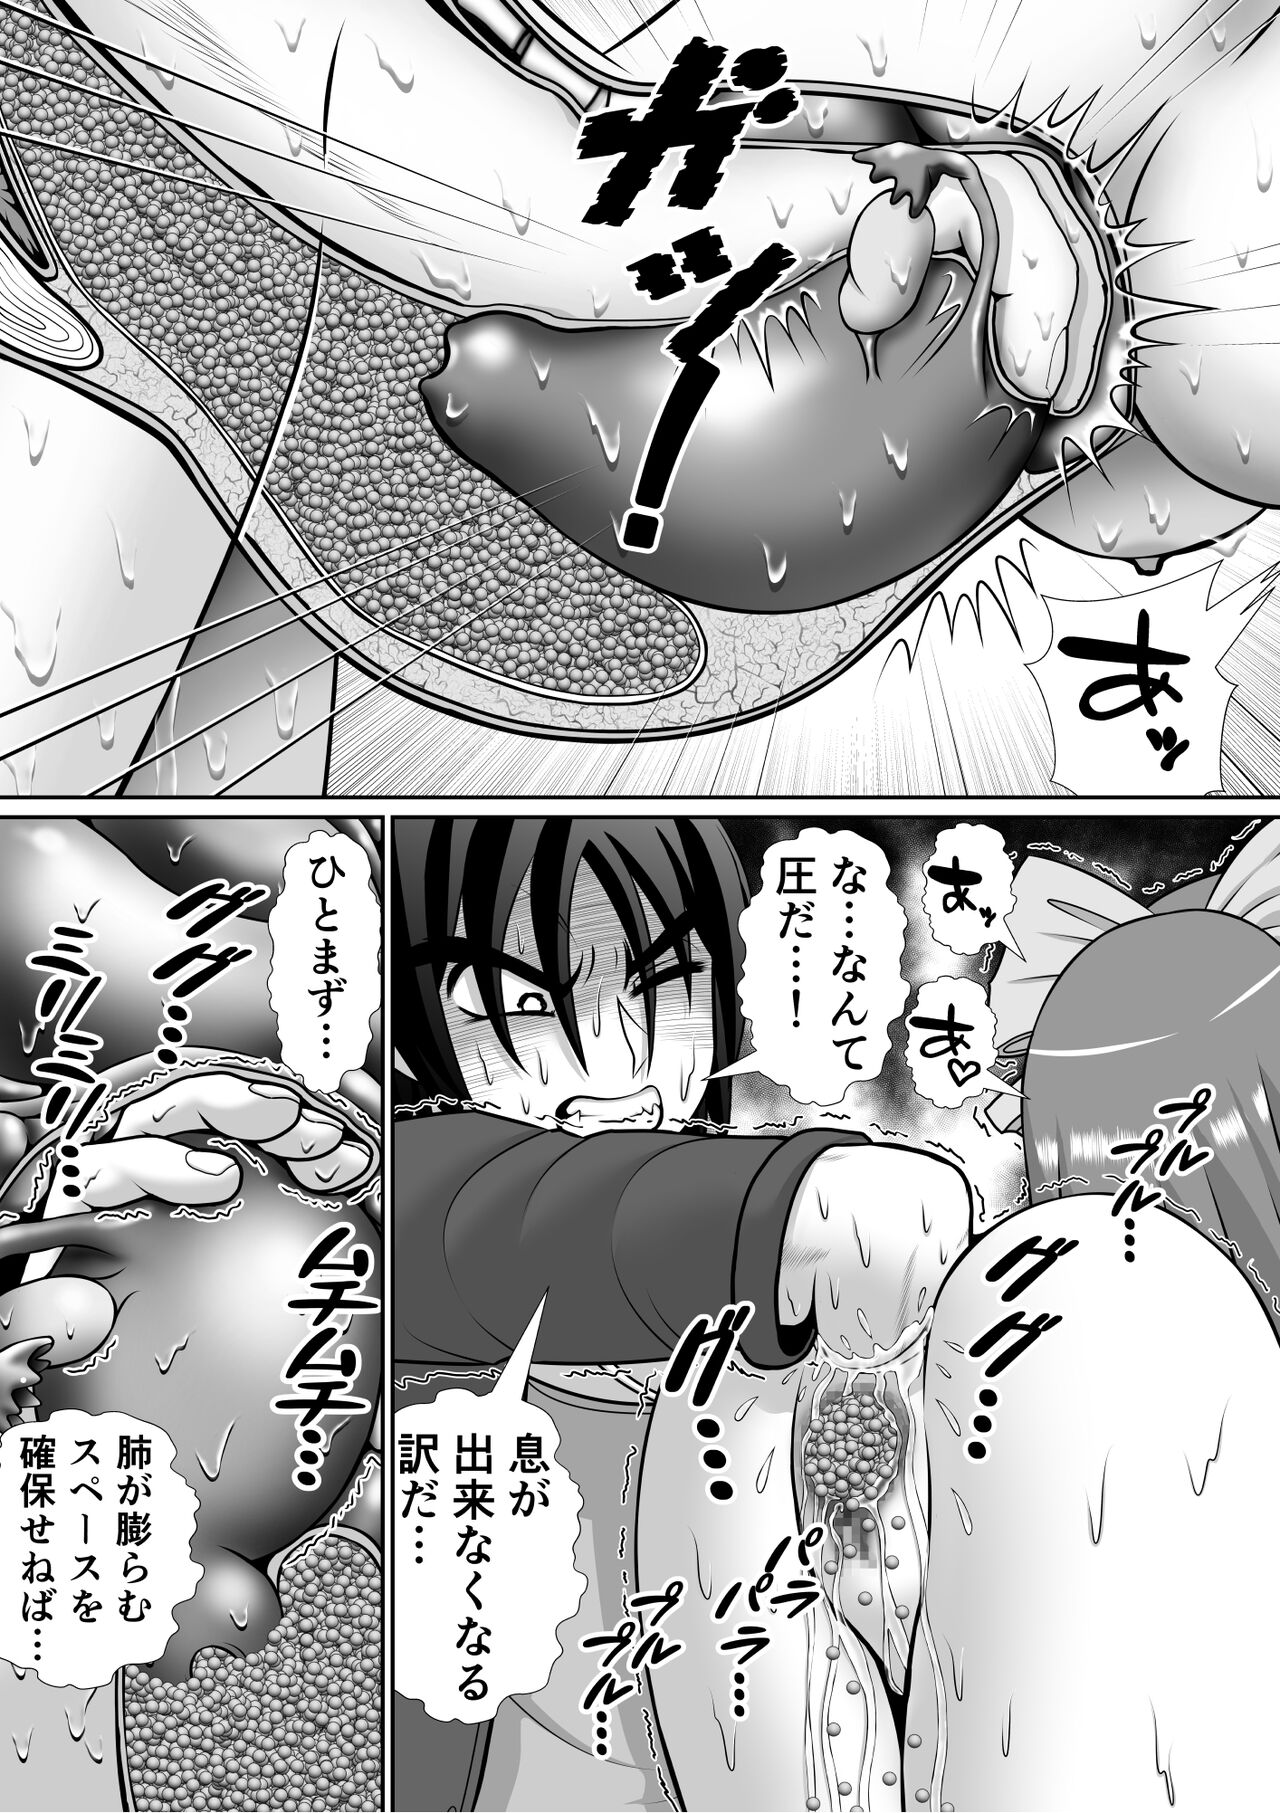 ガッ!
あッ
な…なんて
圧だ…!
あッ
あ♡
プル
プル…
グ
グ…
グ…
息が
出来なくなる
訳だ…
パラ
パラ…
プル
プル…
ひとまず…
グ
グ…
ミリ
ミリ…
ムチ
ムチ…
肺が膨らむ
スペースを
確保せねば…